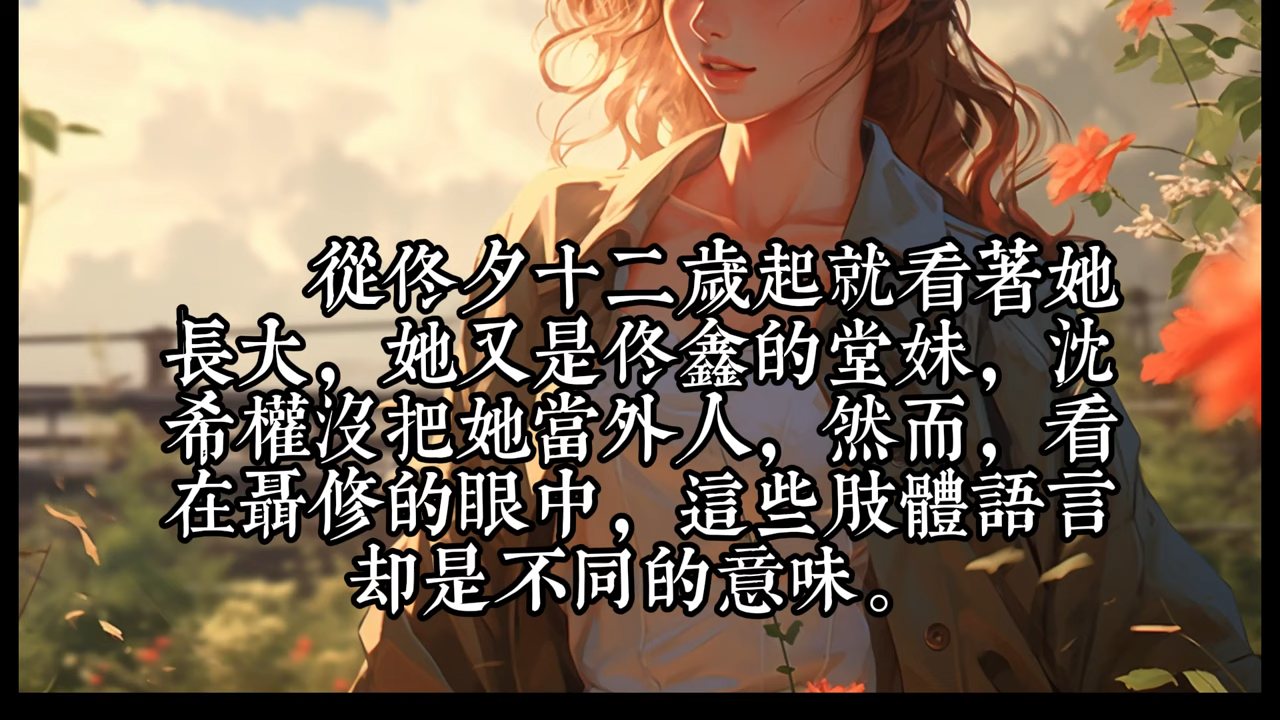 從佟夕十二歲起就看著她
長大，她又是佟鑫的堂妹，沈
希權沒把她當外人，然而，看
在聶修的眼中，這些肢體語言
却是不同的意味。